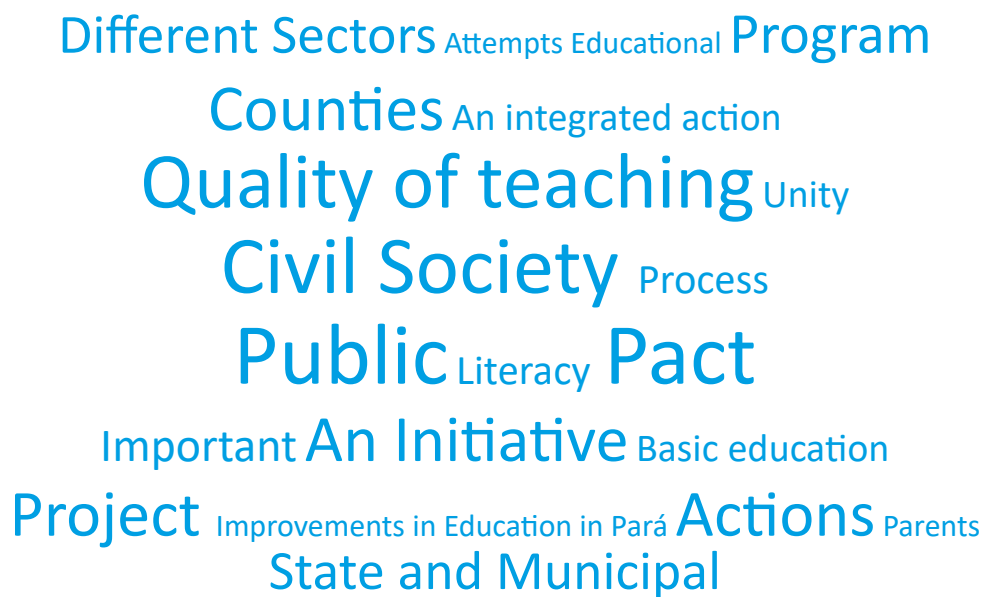 Different Sectors Attempts Educational Program
Counties An integrated action
Quality of teaching Unity
Civil Society Process
Public Literacy Pact
Important An Initiative Basic education
Project Improvements in Education in Pará Actions Parents
State and Municipal